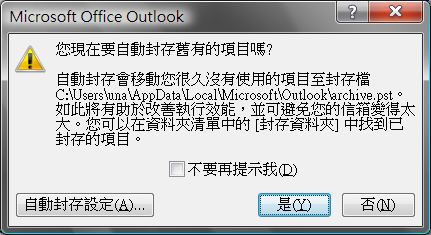 Microsoft Office Outlook
您現在要自動封存舊有的項目嗎?
自動封存會移動您很久沒有使用的項目至封存檔
C:\Users\una\AppData\Local\Microsoft\Outlook\archive.pst。
如此將有助於改善執行效能，並可避免您的信箱變得太
大。您可以在資料夾清單中的 [封存資料夾] 中找到已
封存的項目。
不要再提示我(D)
自動封存設定(A)...
是(Y)
否(N)